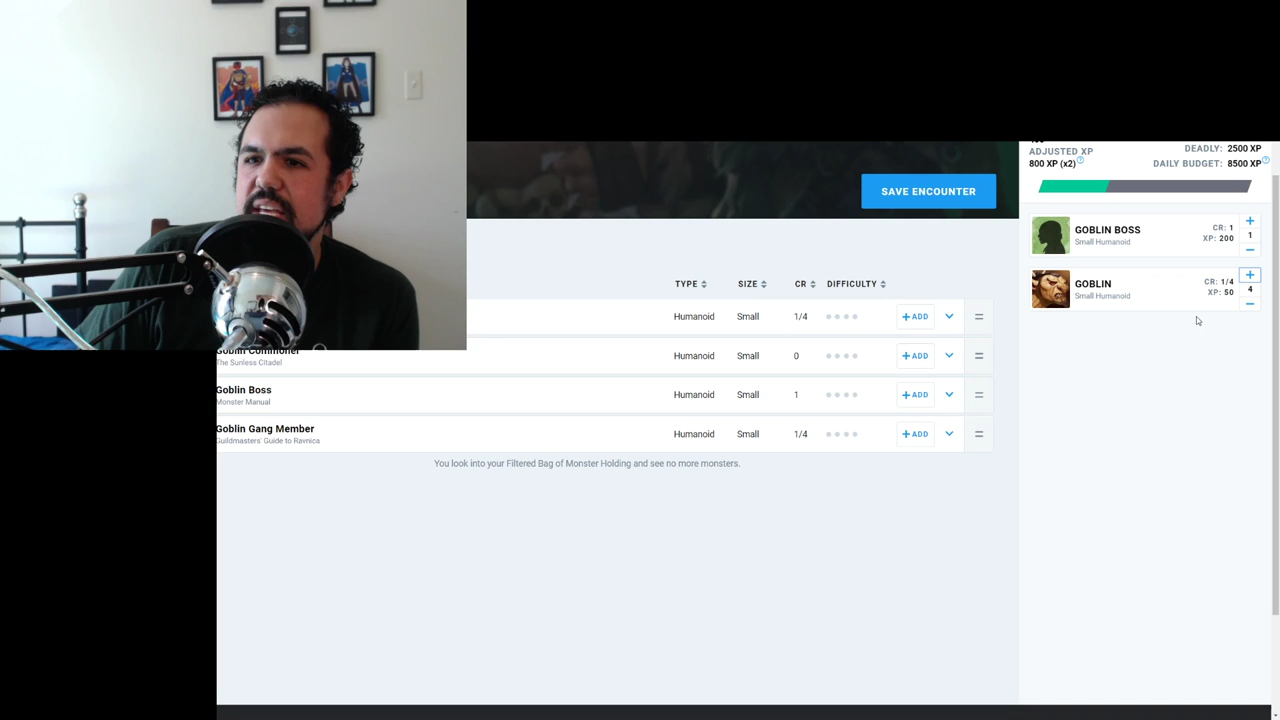 ADJUSTED XP
800 XP (x2)
DEADLY: 2500 XP
DAILY BUDGET: 8500 XP
SAVE ENCOUNTER
GOBLIN BOSS
Small Humanoid
CR: 1
XP: 200
1
GOBLIN
Small Humanoid
CR: 1/4
XP: 50
4
TYPE SIZE CR DIFFICULTY
Humanoid Small 1/4 + ADD
Goblin Commoner
The Sunless Citadel
Humanoid Small 0 + ADD
Goblin Boss
Monster Manual
Humanoid Small 1 + ADD
Goblin Gang Member
Guildmasters' Guide to Ravnica
Humanoid Small 1/4 + ADD
You look into your Filtered Bag of Monster Holding and see no more monsters.